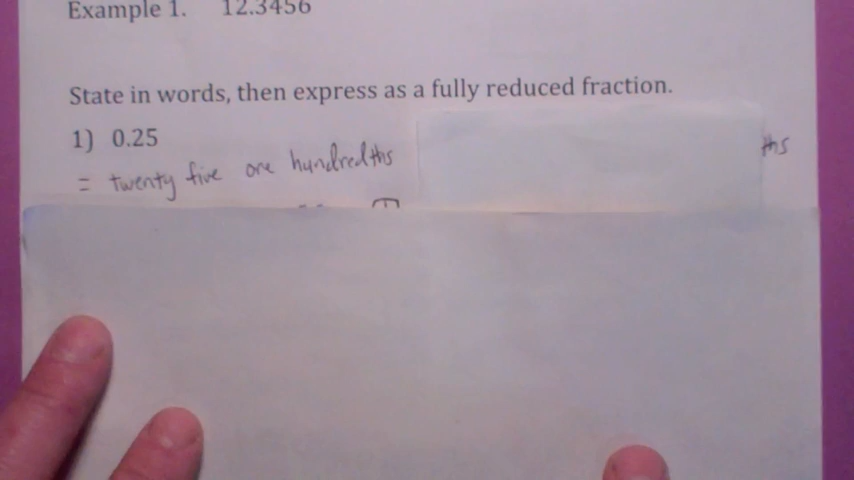 Example 1. 12.3456
State in words, then express as a fully reduced fraction.
1) 0.25
= twenty five one hundredths
ths